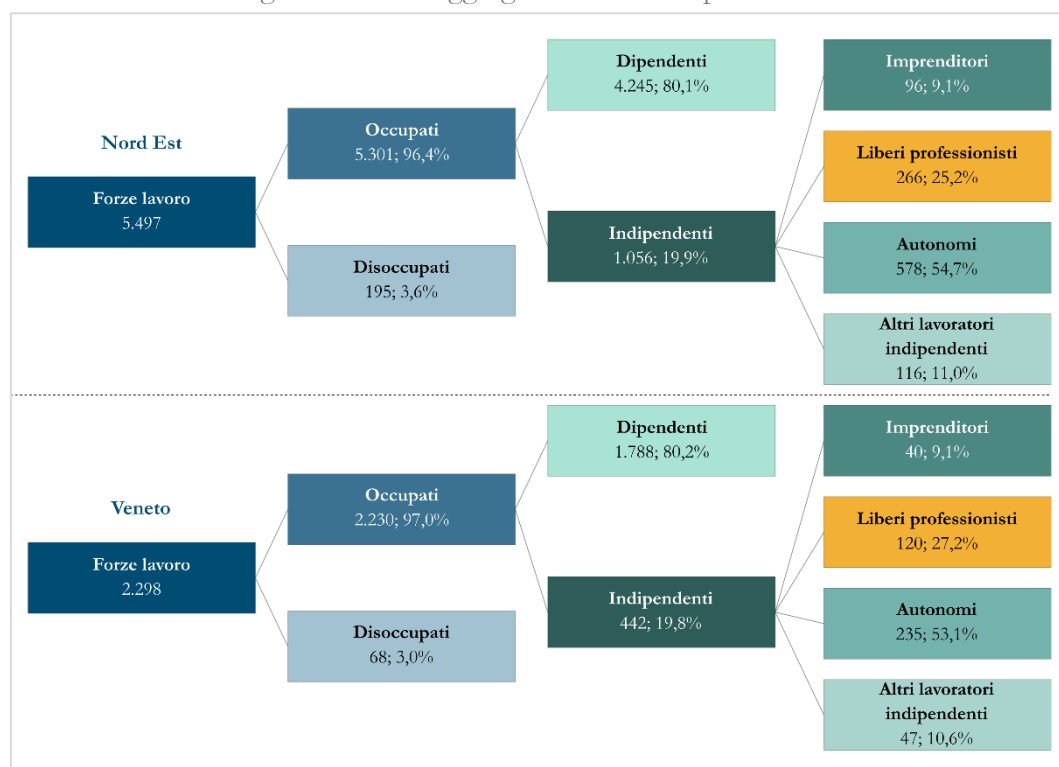 Nord Est
Forze lavoro
5.497
Occupati
5.301; 96,4%
Disoccupati
195; 3,6%
Dipendenti
4.245; 80,1%
Indipendenti
1.056; 19,9%
Imprenditori
96; 9,1%
Liberi professionisti
266; 25,2%
Autonomi
578; 54,7%
Altri lavoratori
indipendenti
116; 11,0%
Veneto
Forze lavoro
2.298
Occupati
2.230; 97,0%
Disoccupati
68; 3,0%
Dipendenti
1.788; 80,2%
Indipendenti
442; 19,8%
Imprenditori
40; 9,1%
Liberi professionisti
120; 27,2%
Autonomi
235; 53,1%
Altri lavoratori
indipendenti
47; 10,6%